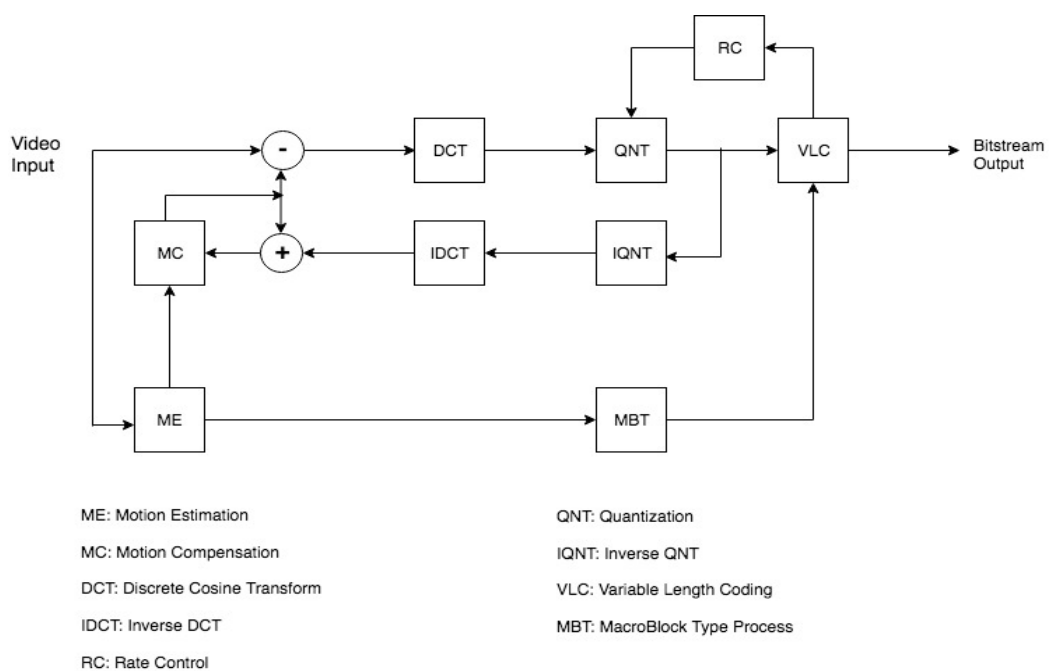 RC
Video
Input
-
DCT
QNT
VLC
Bitstream
Output
MC
+
IDCT
IQNT
ME
MBT
ME: Motion Estimation
MC: Motion Compensation
DCT: Discrete Cosine Transform
IDCT: Inverse DCT
RC: Rate Control
QNT: Quantization
IQNT: Inverse QNT
VLC: Variable Length Coding
MBT: MacroBlock Type Process